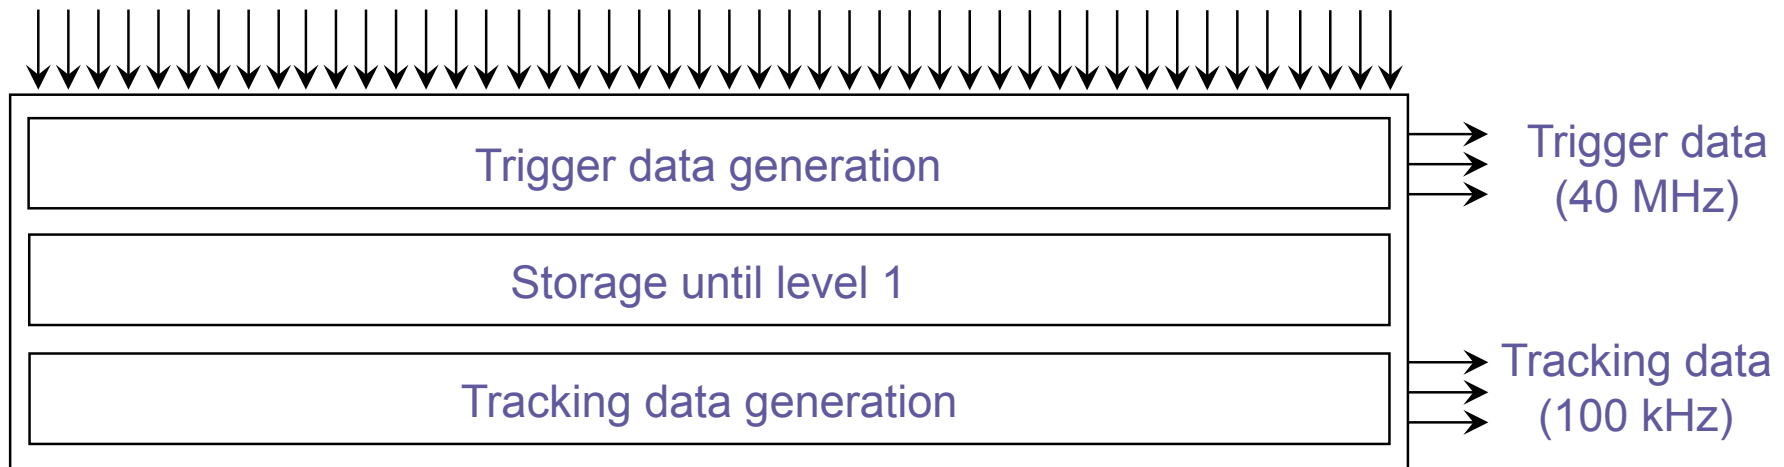 Trigger data generation
Trigger data
(40 MHz)
Storage until level 1
Tracking data generation
Tracking data
(100 kHz)